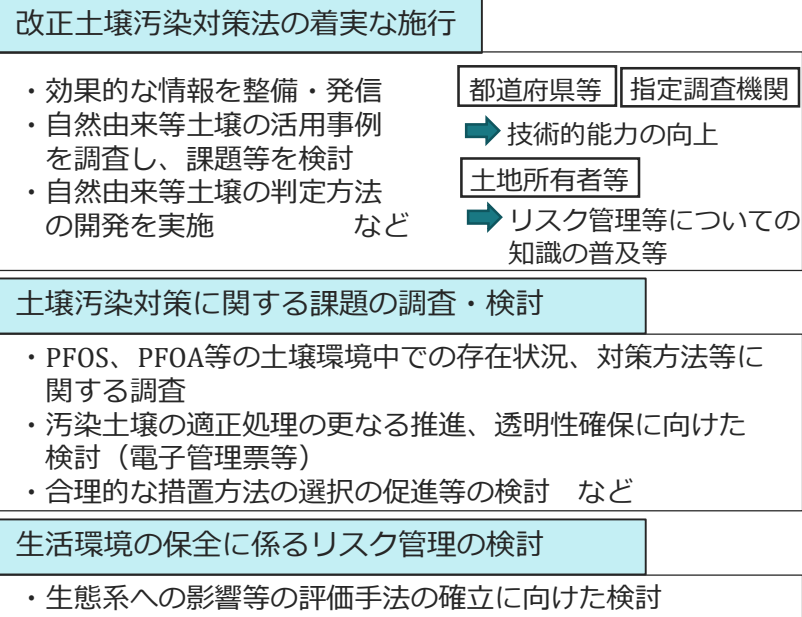 改正土壌汚染対策法の着実な施行
・効果的な情報を整備・発信
・自然由来等土壌の活用事例
を調査し、課題等を検討
・自然由来等土壌の判定方法
の開発を実施 など
都道府県等 指定調査機関
技術的能力の向上
土地所有者等
リスク管理等についての
知識の普及等
土壌汚染対策に関する課題の調査・検討
・PFOS、PFOA等の土壌環境中での存在状況、対策方法等に
関する調査
・汚染土壌の適正処理の更なる推進、透明性確保に向けた
検討（電子管理票等）
・合理的な措置方法の選択の促進等の検討 など
生活環境の保全に係るリスク管理の検討
・生態系への影響等の評価手法の確立に向けた検討